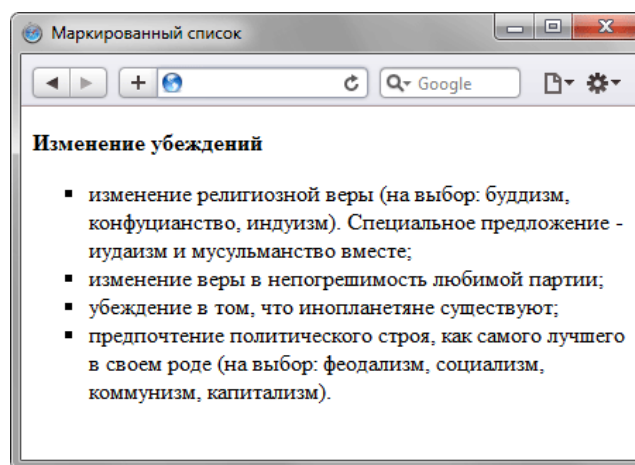 Маркированный список
Google
Изменение убеждений
изменение религиозной веры (на выбор: буддизм,
конфуцианство, индуизм). Специальное предложение -
иудаизм и мусульманство вместе;
изменение веры в непогрешимость любимой партии;
убеждение в том, что инопланетяне существуют;
предпочтение политического строя, как самого лучшего
в своем роде (на выбор: феодализм, социализм,
коммунизм, капитализм).